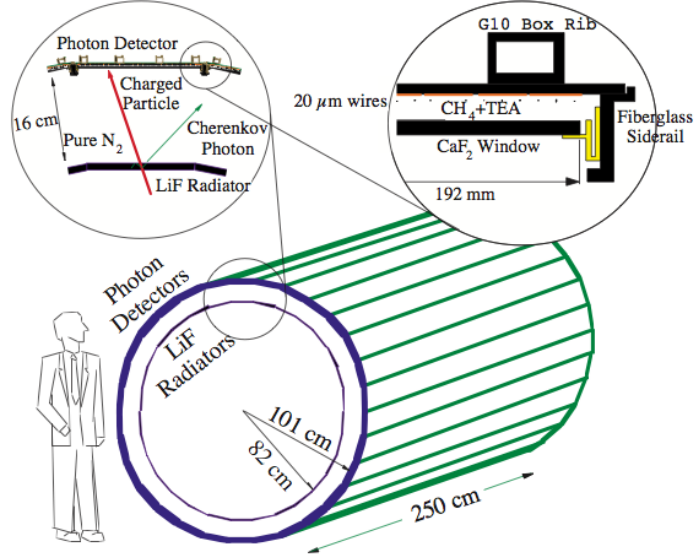 Photon Detector
Charged
Particle
16 cm
Cherenkov
Photon
Pure N2
LiF Radiator
G10 Box Rib
20 µm wires
CH4+TEA
Fiberglass
Siderail
CaF2 Window
192 mm
Photon
Detectors
LiF
Radiators
101 cm
82 cm
250 cm